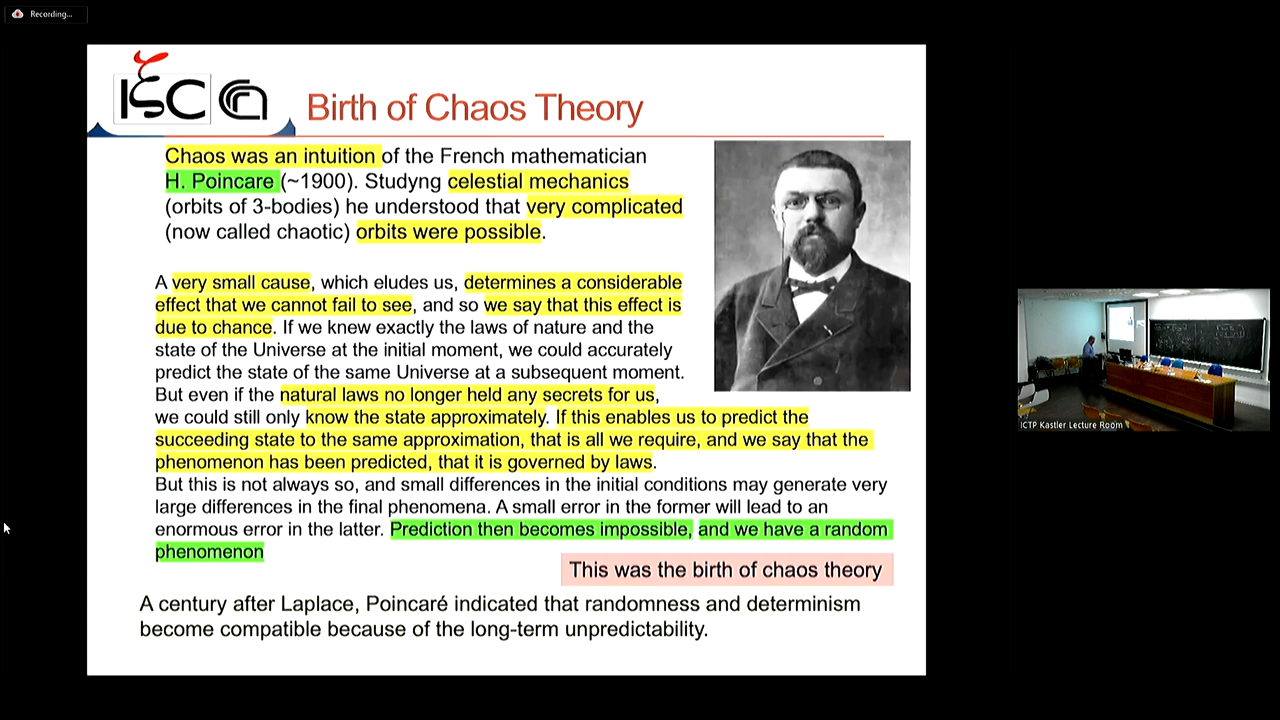 Recording...
ISC
Birth of Chaos Theory
Chaos was an intuition of the French mathematician
H. Poincare (~1900). Studyng celestial mechanics
(orbits of 3-bodies) he understood that very complicated
(now called chaotic) orbits were possible.
A very small cause, which eludes us, determines a considerable
effect that we cannot fail to see, and so we say that this effect is
due to chance. If we knew exactly the laws of nature and the
state of the Universe at the initial moment, we could accurately
predict the state of the same Universe at a subsequent moment.
But even if the natural laws no longer held any secrets for us,
we could still only know the state approximately. If this enables us to predict the
succeeding state to the same approximation, that is all we require, and we say that the
phenomenon has been predicted, that it is governed by laws.
But this is not always so, and small differences in the initial conditions may generate very
large differences in the final phenomena. A small error in the former will lead to an
enormous error in the latter. Prediction then becomes impossible, and we have a random
phenomenon
This was the birth of chaos theory
A century after Laplace, Poincaré indicated that randomness and determinism
become compatible because of the long-term unpredictability.
ICTP Kastler Lecture Room